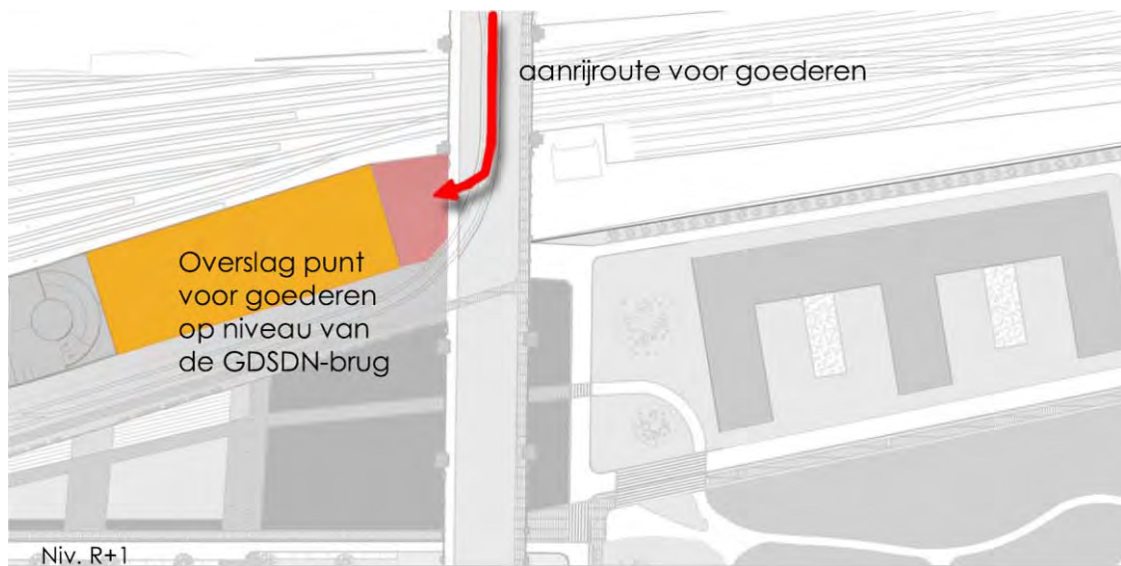 aanrijroute voor goederen
Overslag punt
voor goederen
op niveau van
de GDSDN-brug
Niv. R+1